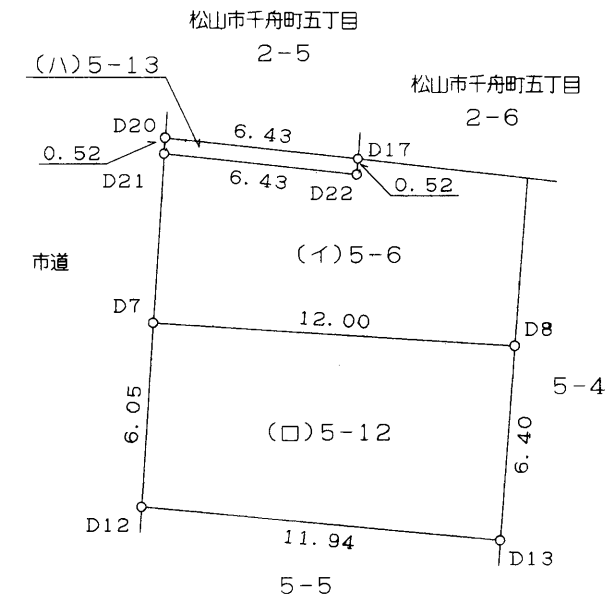 松山市千舟町五丁目
2-5
(ハ)5-13
松山市千舟町五丁目
2-6
D20
6.43
D17
0.52
D21
6.43
D22
0.52
(イ)5-6
市道
D7
12.00
D8
5-4
6.05
(ロ)5-12
6.40
D12
11.94
D13
5-5